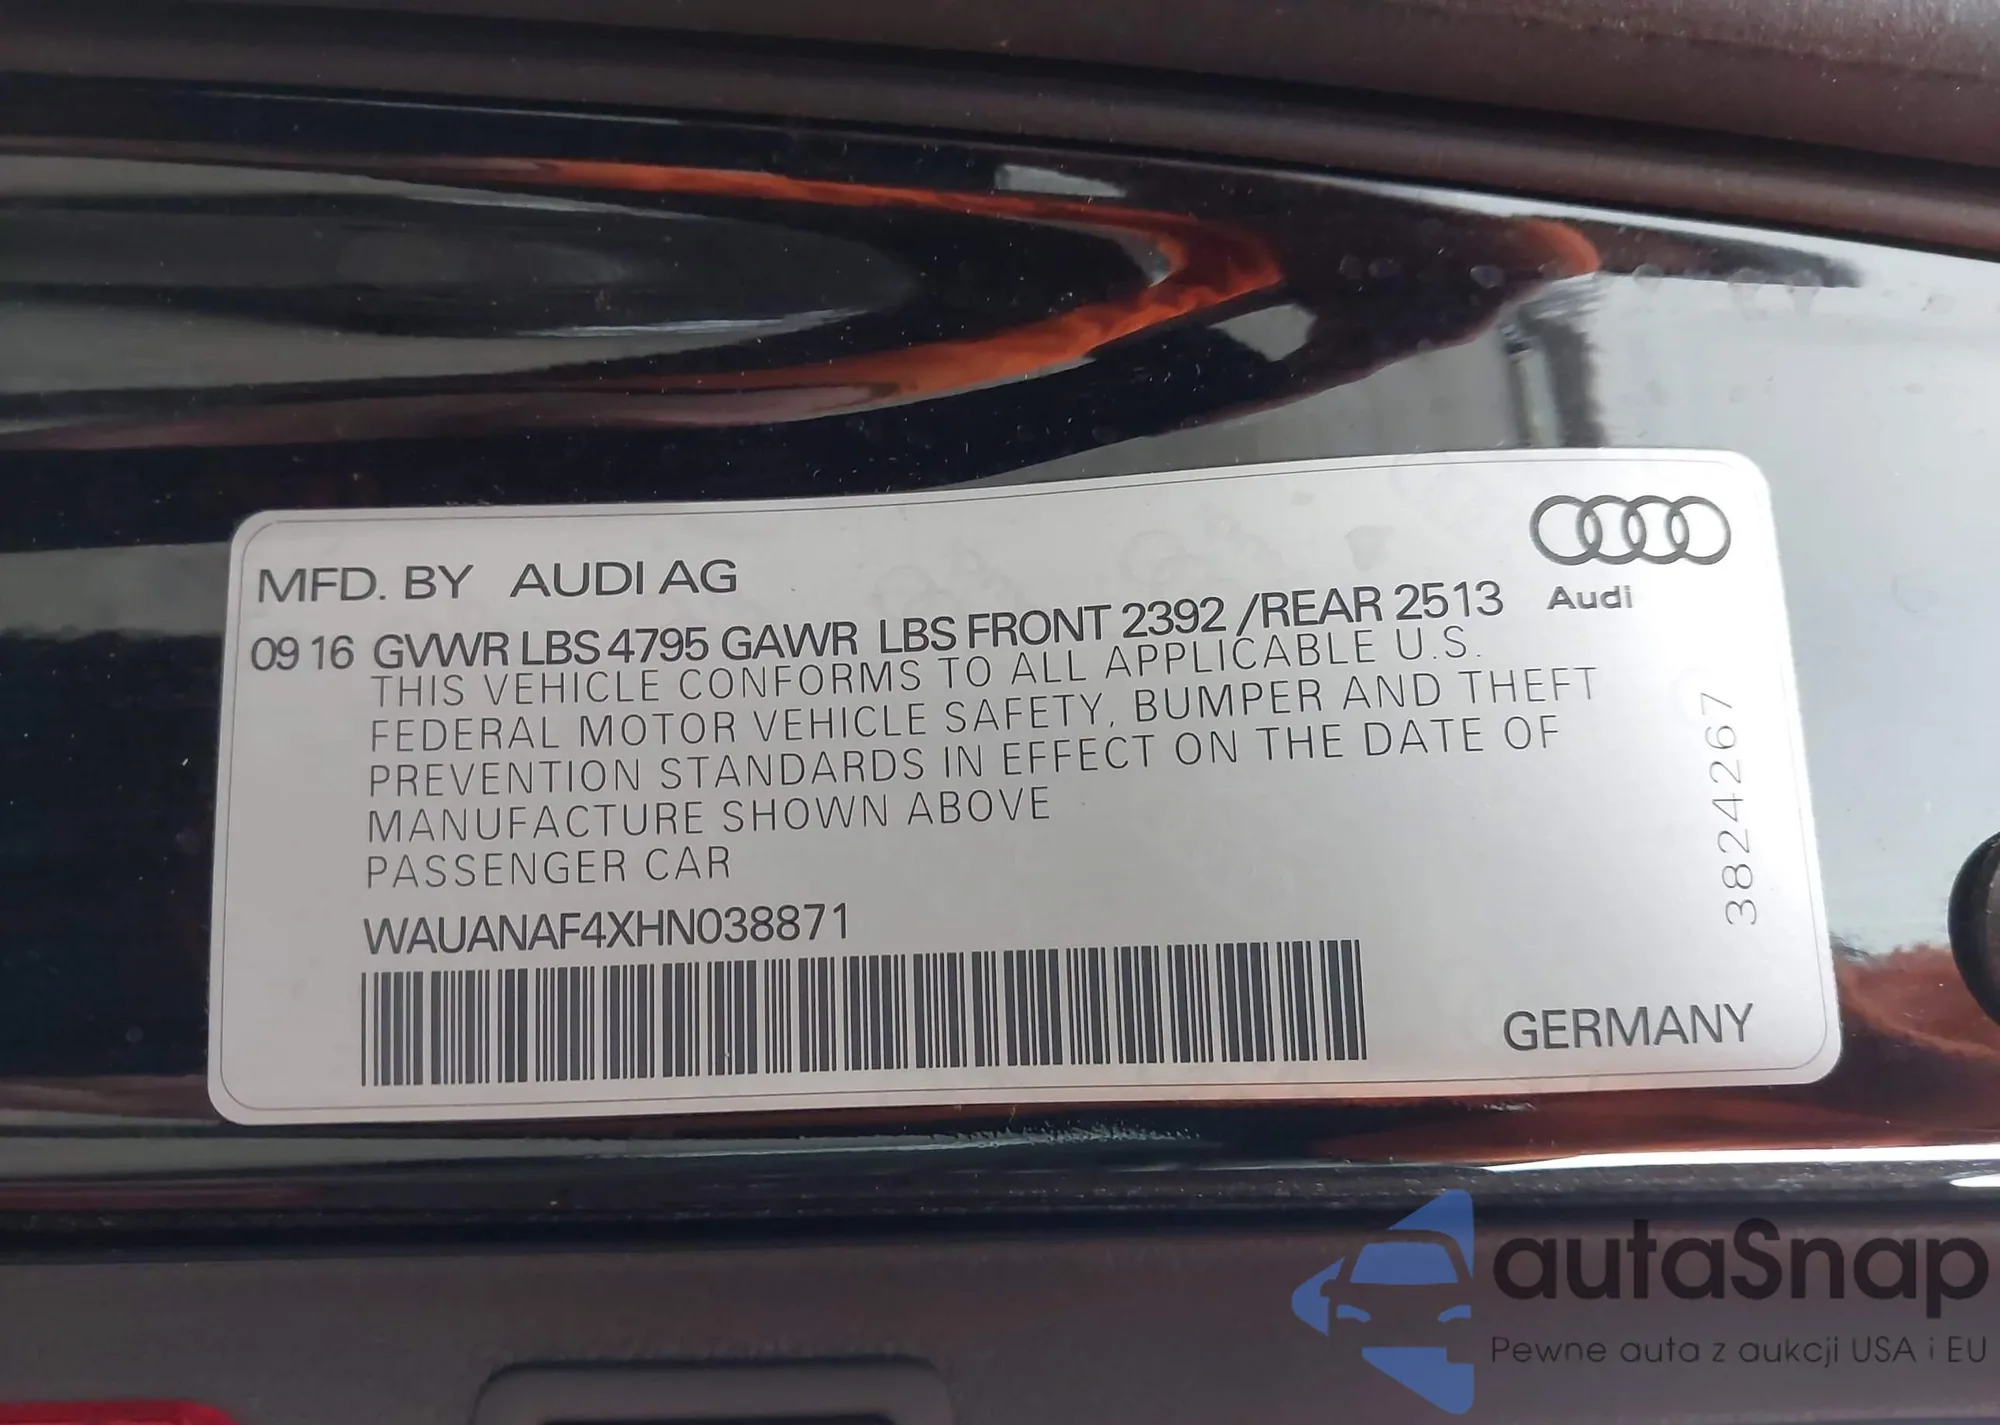 MFD. BY AUDI AG
Audi
09 16 GVWR LBS 4795 GAWR LBS FRONT 2392 /REAR 2513
THIS VEHICLE CONFORMS TO ALL APPLICABLE U.S.
FEDERAL MOTOR VEHICLE SAFETY, BUMPER AND THEFT
PREVENTION STANDARDS IN EFFECT ON THE DATE OF
MANUFACTURE SHOWN ABOVE
PASSENGER CAR
WAUANAF4XHN038871
3824267
GERMANY
autaSnap
Pewne auta z aukcji USA i EU